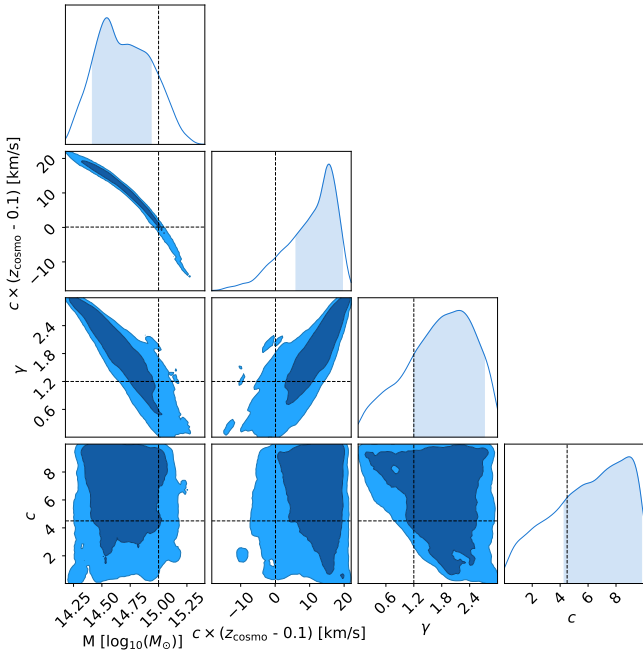 c × (z_cosmo - 0.1) [km/s]
20
10
0
−10
γ
2.4
1.8
1.2
0.6
c
8
6
4
2
14.25 14.50 14.75 15.00 15.25
M [log₁₀(M⊙)]
−10 0 10 20
c × (z_cosmo - 0.1) [km/s]
0.6 1.2 1.8 2.4
γ
2 4 6 8
c